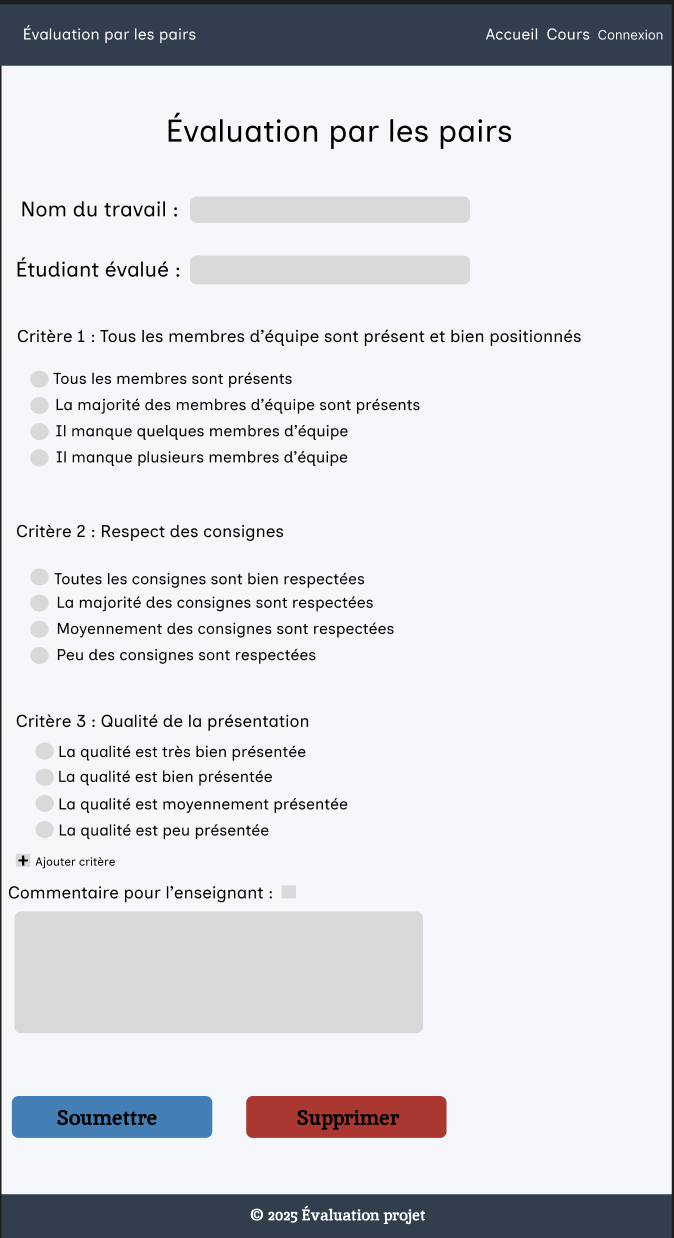 Évaluation par les pairs
Accueil Cours Connexion
Évaluation par les pairs
Nom du travail :
Étudiant évalué :
Critère 1 : Tous les membres d’équipe sont présent et bien positionnés
Tous les membres sont présents
La majorité des membres d’équipe sont présents
Il manque quelques membres d’équipe
Il manque plusieurs membres d’équipe
Critère 2 : Respect des consignes
Toutes les consignes sont bien respectées
La majorité des consignes sont respectées
Moyennement des consignes sont respectées
Peu des consignes sont respectées
Critère 3 : Qualité de la présentation
La qualité est très bien présentée
La qualité est bien présentée
La qualité est moyennement présentée
La qualité est peu présentée
+ Ajouter critère
Commentaire pour l’enseignant :
Soumettre
Supprimer
© 2025 Évaluation projet